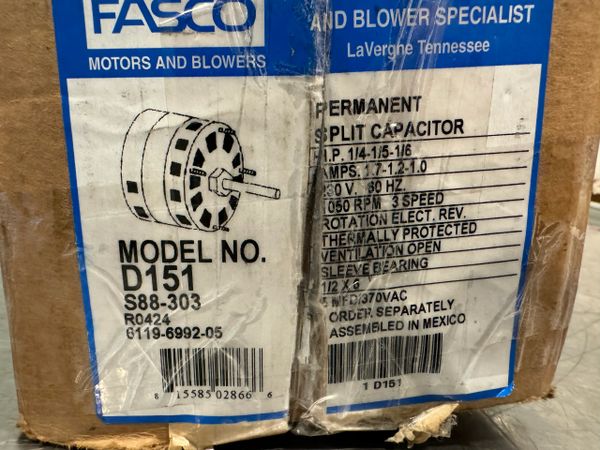 FASCO
MOTORS AND BLOWERS
AND BLOWER SPECIALIST
LaVergne Tennessee
MODEL NO.
D151
S88-303
R0424
6119-6992-05
8 15585 02866 6
PERMANENT
SPLIT CAPACITOR
H.P. 1/4-1/5-1/6
AMPS. 1.7-1.2-1.0
230 V. 60 HZ.
1050 RPM 3 SPEED
ROTATION ELECT. REV.
THERMALLY PROTECTED
VENTILATION OPEN
SLEEVE BEARING
1/2 X 6
5 MFD/370VAC
ORDER SEPARATELY
ASSEMBLED IN MEXICO
1 D151